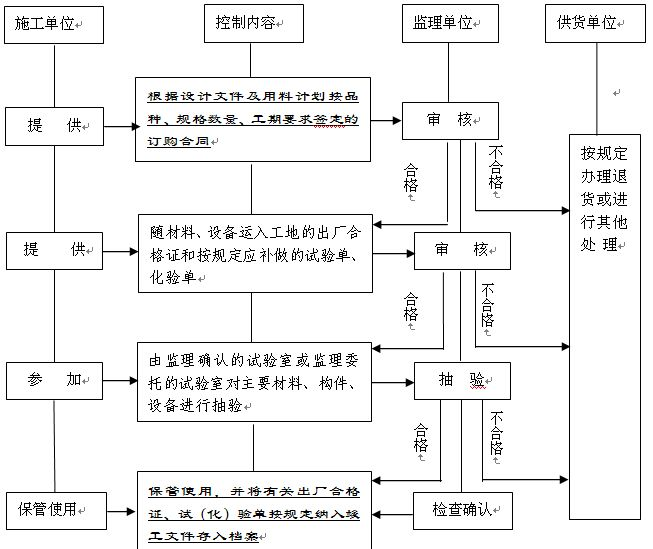 施工单位
控制内容
监理单位
供货单位
根据设计文件及用料计划按品
种、规格数量、工期要求签定的
订购合同
提 供
审 核
合格
不合格
按规定
办理退
货或进
行其他
处 理
随材料、设备运入工地的出厂合
格证和按规定应补做的试验单、
化验单
提 供
审 核
合格
不合格
由监理确认的试验室或监理委
托的试验室对主要材料、构件、
设备进行抽验
参 加
抽 验
合格
不合格
保管使用
保管使用，并将有关出厂合格
证、试（化）验单按规定纳入竣
工文件存入档案
检查确认